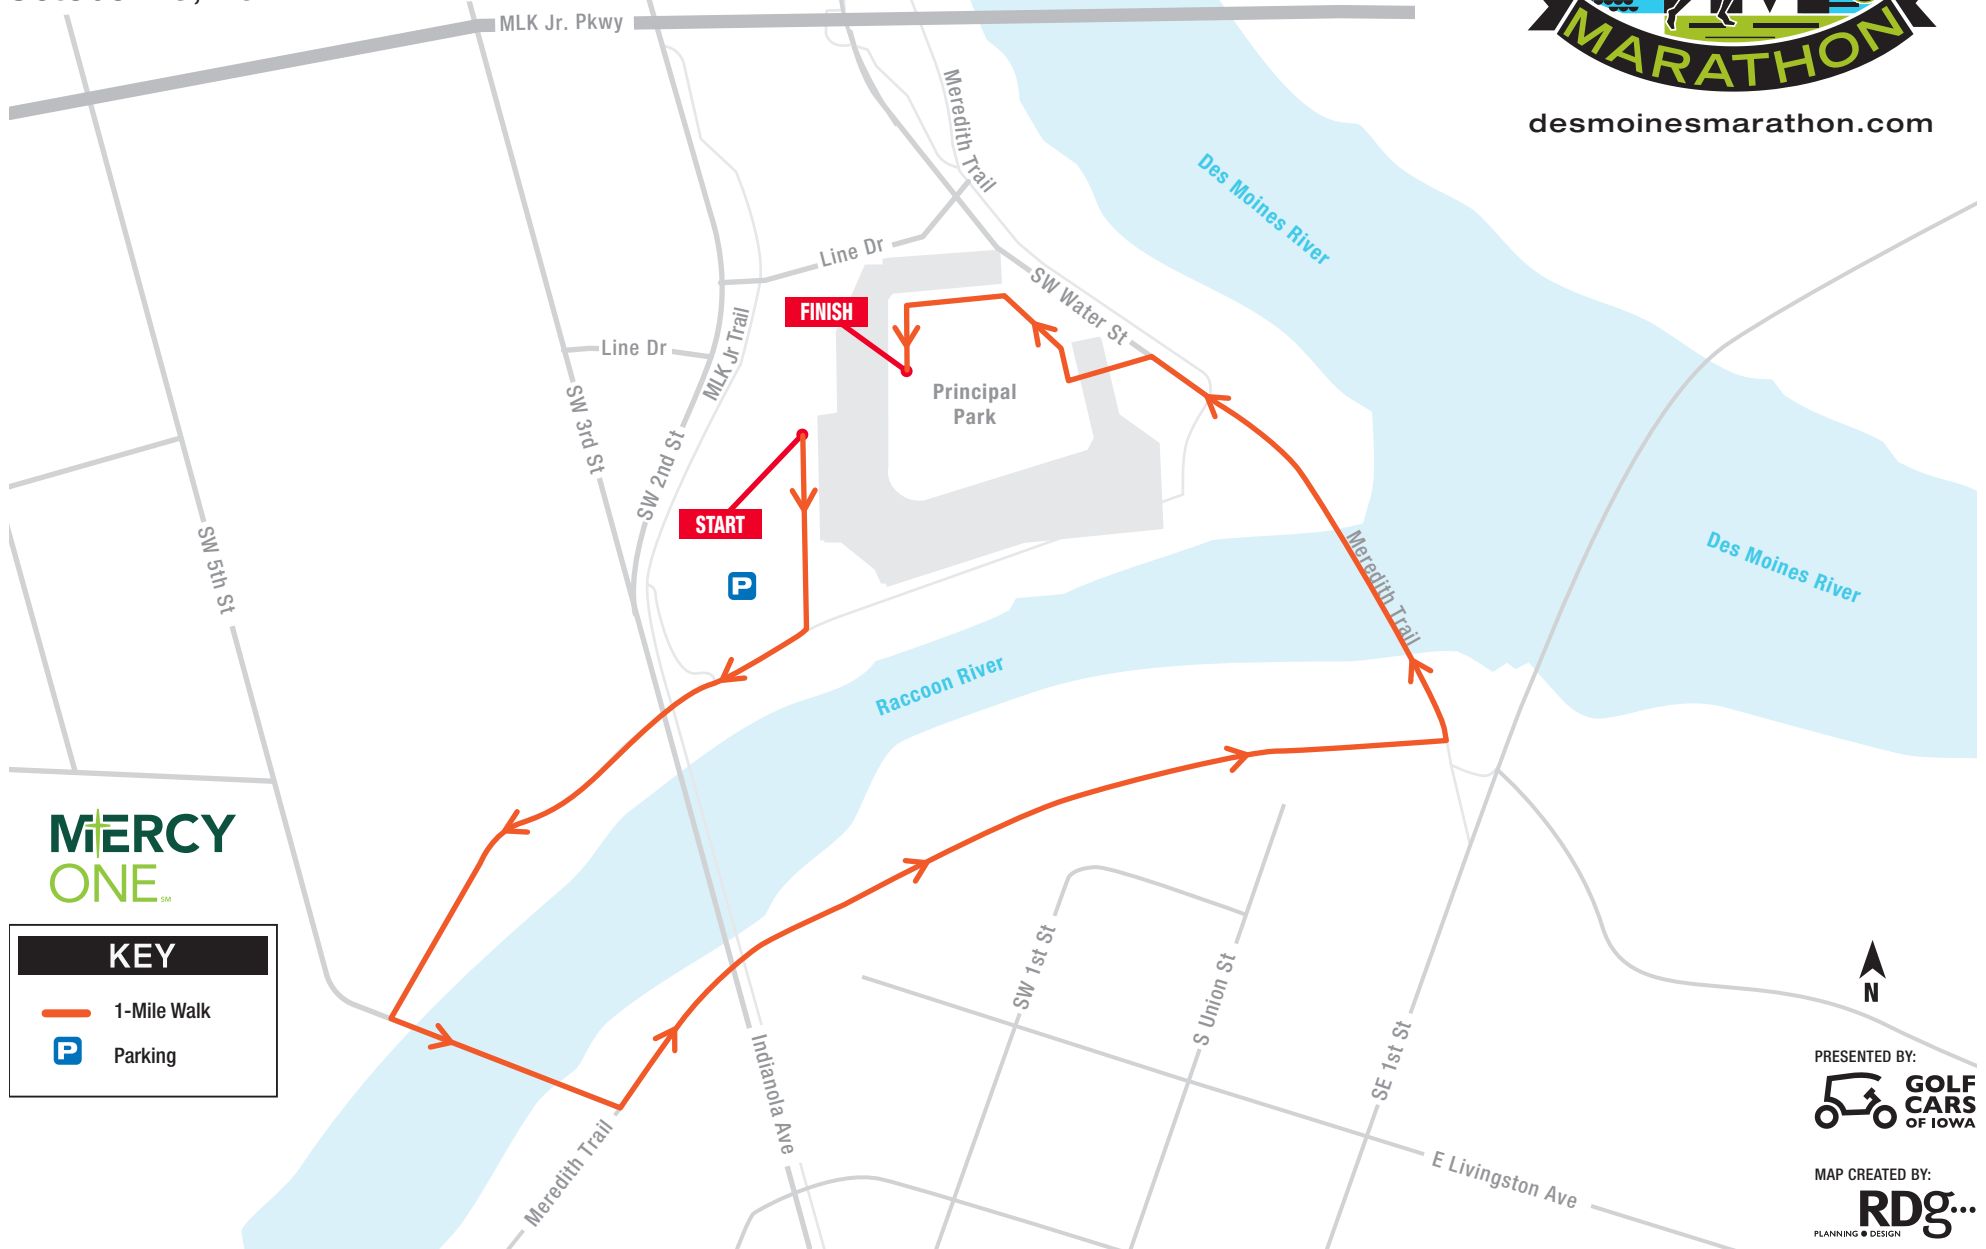 MLK Jr. Pkwy
MARATHON
desmoinesmarathon.com
Meredith Trail
Des Moines River
Line Dr
SW Water St
FINISH
MLK Jr Trail
Line Dr
Principal
Park
SW 3rd St
SW 2nd St
START
P
SW 5th St
Meredith Trail
Des Moines River
Raccoon River
MERCY
ONE
SM
KEY
1-Mile Walk
P
Parking
SW 1st St
S Union St
SE 1st St
Indianola Ave
Meredith Trail
E Livingston Ave
N
PRESENTED BY:
GOLF
CARS
OF IOWA
MAP CREATED BY:
RDg...
PLANNING • DESIGN